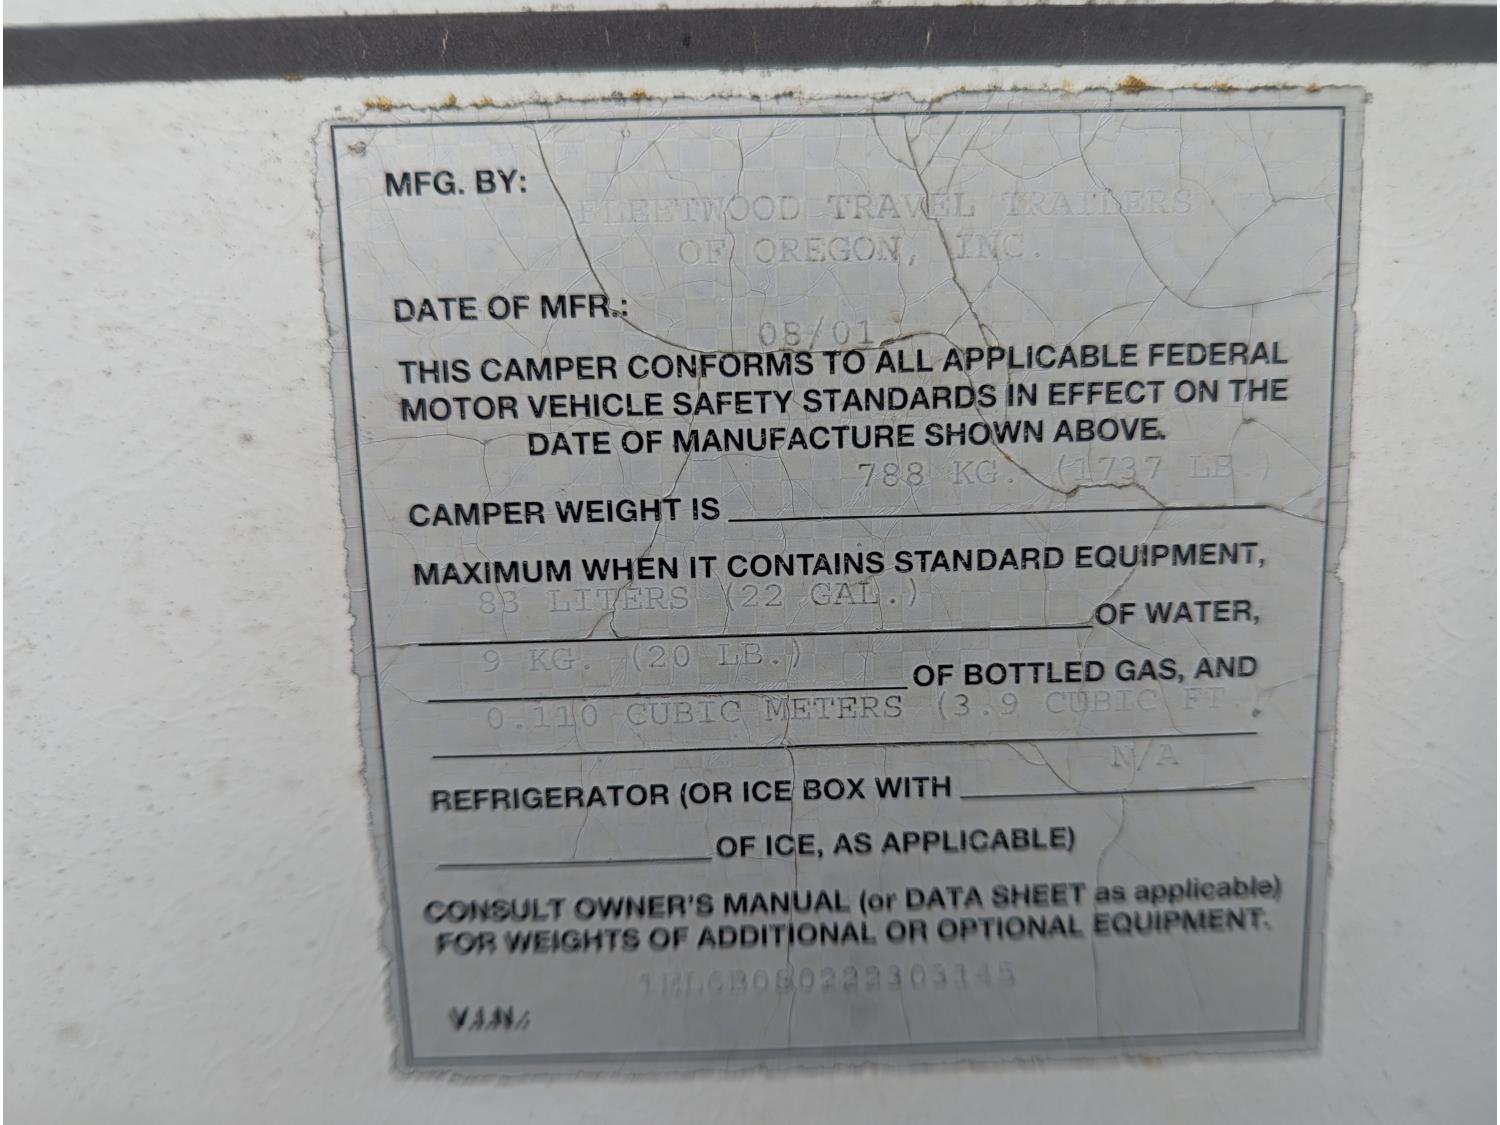 MFG. BY:
FLEETWOOD TRAVEL TRAILERS
OF OREGON, INC.
DATE OF MFR.:
08/01
THIS CAMPER CONFORMS TO ALL APPLICABLE FEDERAL
MOTOR VEHICLE SAFETY STANDARDS IN EFFECT ON THE
DATE OF MANUFACTURE SHOWN ABOVE.
788 KG. (1737 LB.)
CAMPER WEIGHT IS
MAXIMUM WHEN IT CONTAINS STANDARD EQUIPMENT,
83 LITERS (22 GAL.)
OF WATER,
9 KG. (20 LB.)
OF BOTTLED GAS, AND
0.110 CUBIC METERS (3.9 CUBIC FT.
N/A
REFRIGERATOR (OR ICE BOX WITH
OF ICE, AS APPLICABLE)
CONSULT OWNER'S MANUAL (or DATA SHEET as applicable)
FOR WEIGHTS OF ADDITIONAL OR OPTIONAL EQUIPMENT.
V.I.N.: